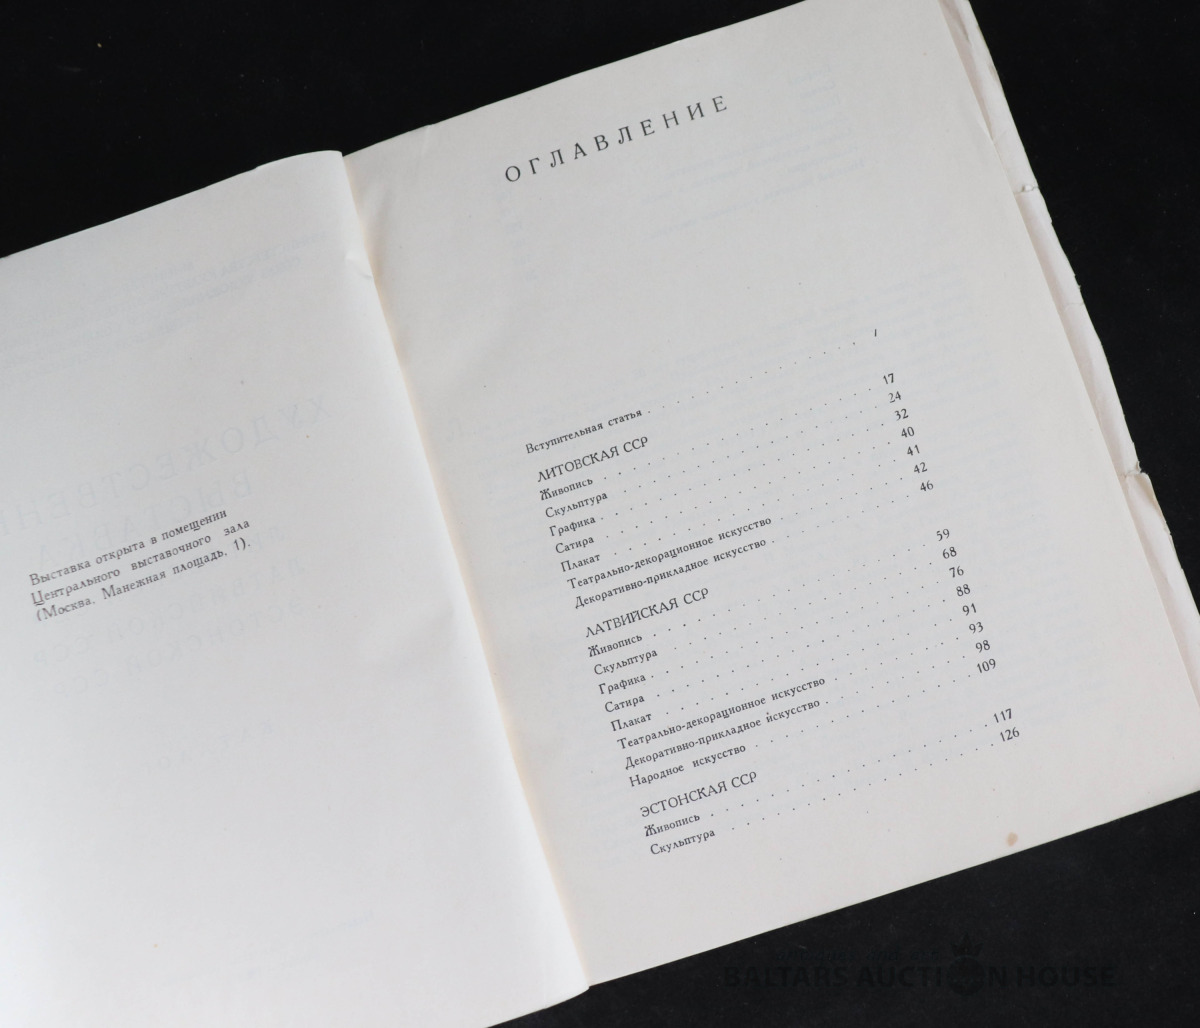 Выставка открыта в помещении
Центрального выставочного зала
(Москва, Манежная площадь, 1).
ОГЛАВЛЕНИЕ
Вступительная статья . . . . . . . . . . . .
ЛИТОВСКАЯ ССР
Живопись . . . . . . . . . . . . 17
Скульптура . . . . . . . . . . . . 24
Графика . . . . . . . . . . . . 32
Сатира . . . . . . . . . . . . 40
Плакат . . . . . . . . . . . . 41
Театрально-декорационное искусство . . . . . . 42
Декоративно-прикладное искусство . . . . . . 46
ЛАТВИЙСКАЯ ССР
Живопись . . . . . . . . . . . . 59
Скульптура . . . . . . . . . . . . 68
Графика . . . . . . . . . . . . 76
Сатира . . . . . . . . . . . . 88
Плакат . . . . . . . . . . . . 91
Театрально-декорационное искусство . . . . . . 93
Декоративно-прикладное искусство . . . . . . 98
Народное искусство . . . . . . . . . . 109
ЭСТОНСКАЯ ССР
Живопись . . . . . . . . . . . . 117
Скульптура . . . . . . . . . . . . 126
BALTARS AUCTION HOUSE